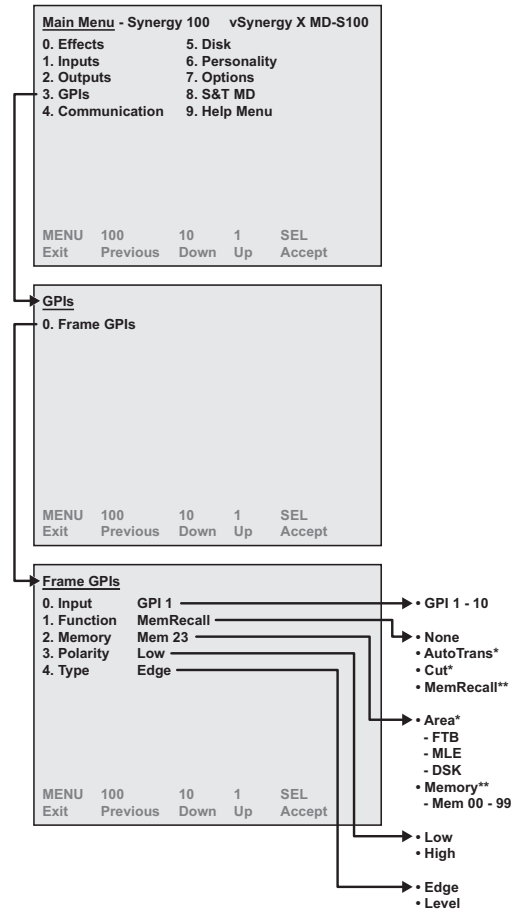 Main Menu - Synergy 100 vSynergy X MD-S100
0. Effects 5. Disk
1. Inputs 6. Personality
2. Outputs 7. Options
3. GPIs 8. S&T MD
4. Communication 9. Help Menu
MENU 100 10 1 SEL
Exit Previous Down Up Accept
GPIs
0. Frame GPIs
MENU 100 10 1 SEL
Exit Previous Down Up Accept
Frame GPIs
0. Input GPI 1
1. Function MemRecall
2. Memory Mem 23
3. Polarity Low
4. Type Edge
MENU 100 10 1 SEL
Exit Previous Down Up Accept
• GPI 1 - 10
• None
• AutoTrans*
• Cut*
• MemRecall**
• Area*
- FTB
- MLE
- DSK
• Memory**
- Mem 00 - 99
• Low
• High
• Edge
• Level